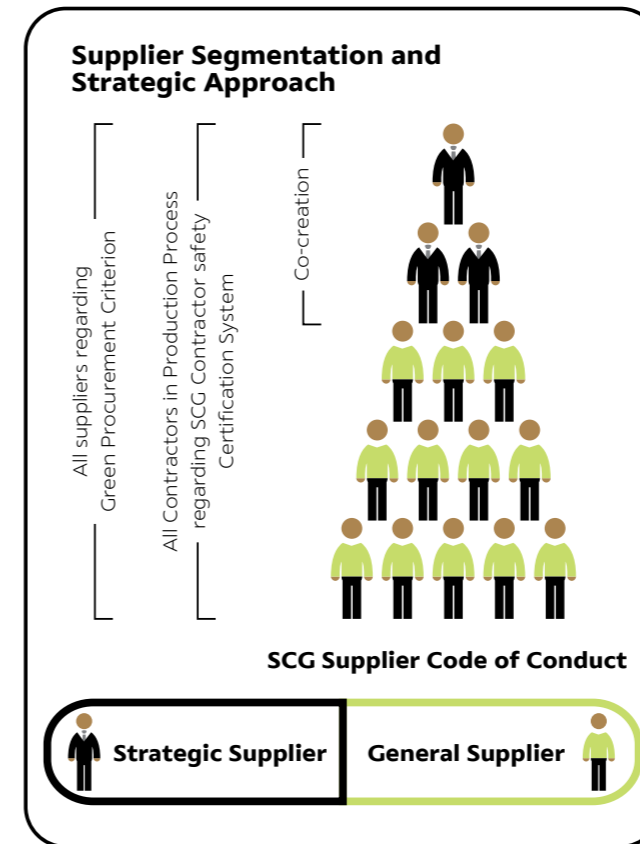 Supplier Segmentation and
Strategic Approach
All suppliers regarding
Green Procurement Criterion
All Contractors in Production Process
regarding SCG Contractor safety
Certification System
Co-creation
SCG Supplier Code of Conduct
Strategic Supplier
General Supplier